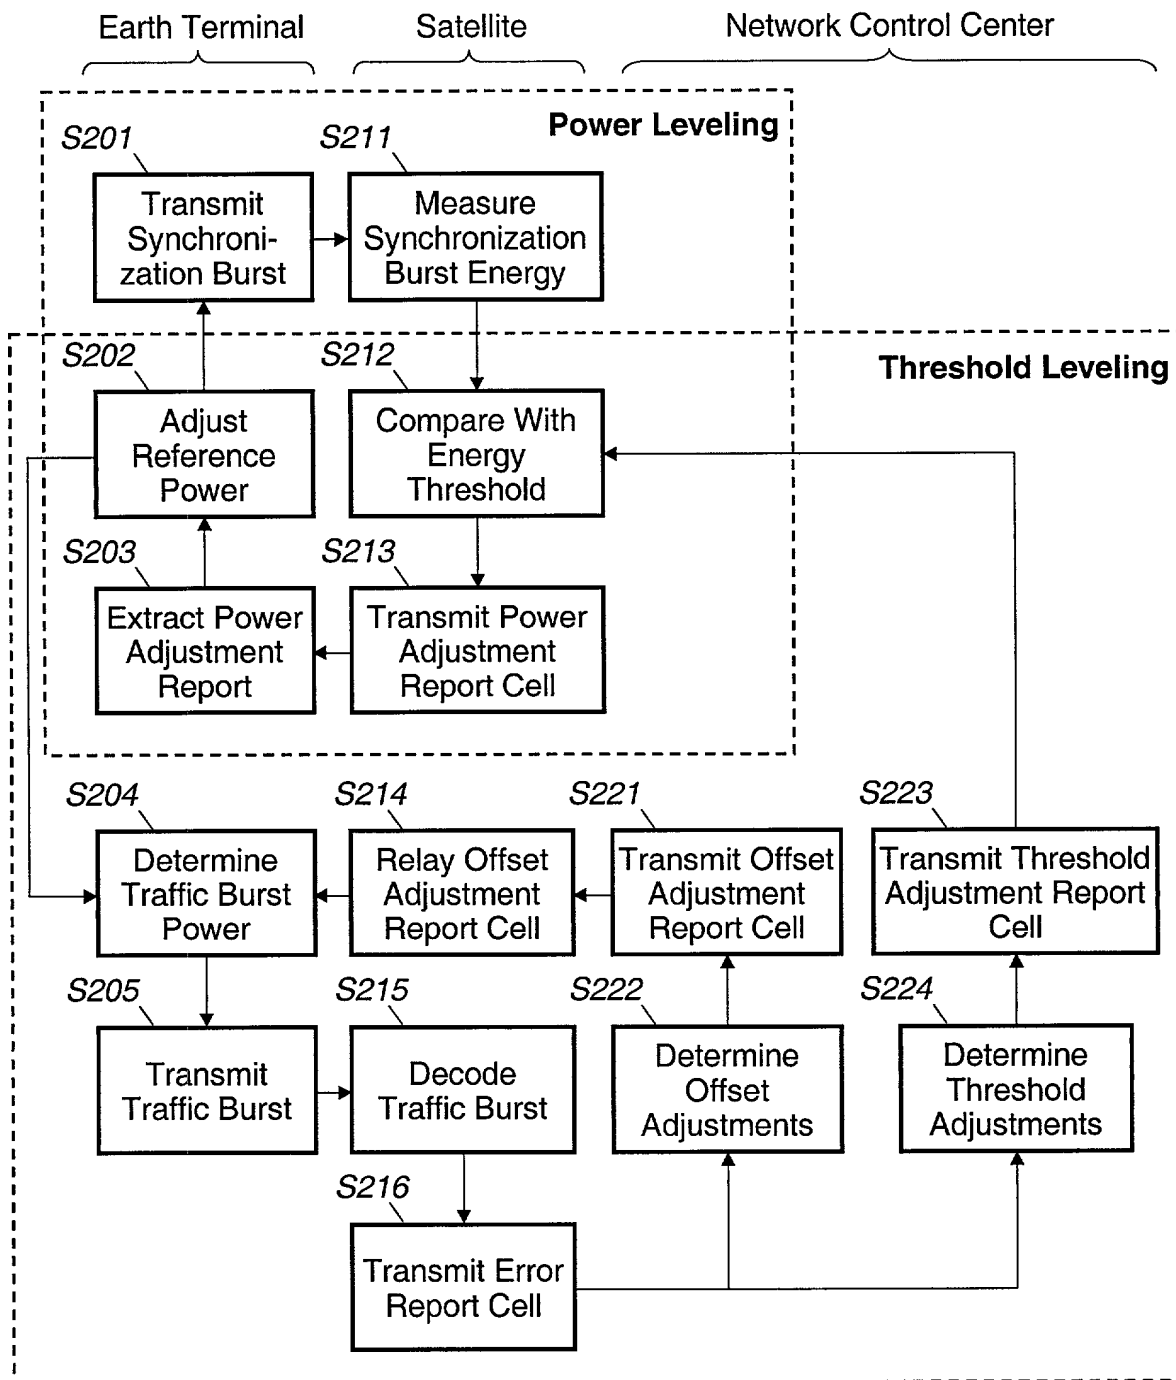 Earth Terminal
Satellite
Network Control Center
Power Leveling
S201
S211
Transmit
Synchroni-
zation Burst
Measure
Synchronization
Burst Energy
S202
S212
Threshold Leveling
Adjust
Reference
Power
Compare With
Energy
Threshold
S203
S213
Extract Power
Adjustment
Report
Transmit Power
Adjustment
Report Cell
S204
S214
S221
S223
Determine
Traffic Burst
Power
Relay Offset
Adjustment
Report Cell
Transmit Offset
Adjustment
Report Cell
Transmit Threshold
Adjustment Report
Cell
S205
S215
S222
S224
Transmit
Traffic Burst
Decode
Traffic Burst
Determine
Offset
Adjustments
Determine
Threshold
Adjustments
S216
Transmit Error
Report Cell